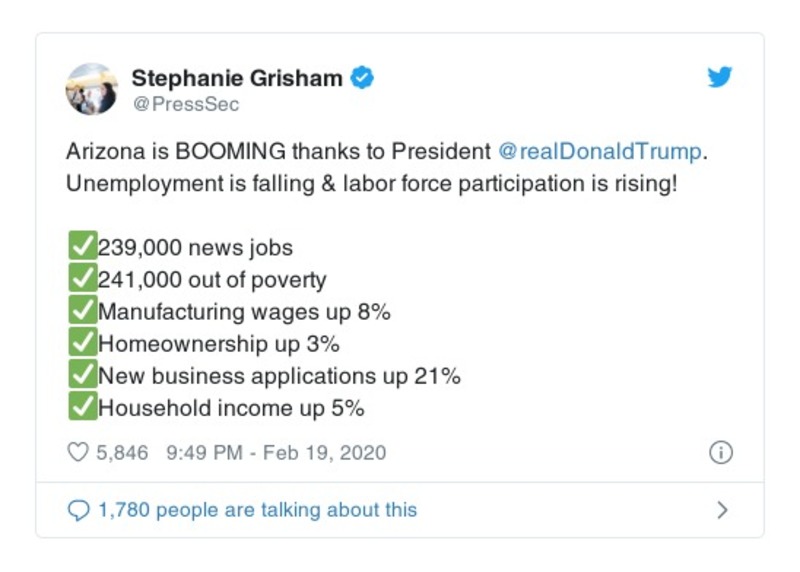 Stephanie Grisham
@PressSec
Arizona is BOOMING thanks to President @realDonaldTrump.
Unemployment is falling & labor force participation is rising!
✅239,000 news jobs
✅241,000 out of poverty
✅Manufacturing wages up 8%
✅Homeownership up 3%
✅New business applications up 21%
✅Household income up 5%
5,846 9:49 PM - Feb 19, 2020
1,780 people are talking about this